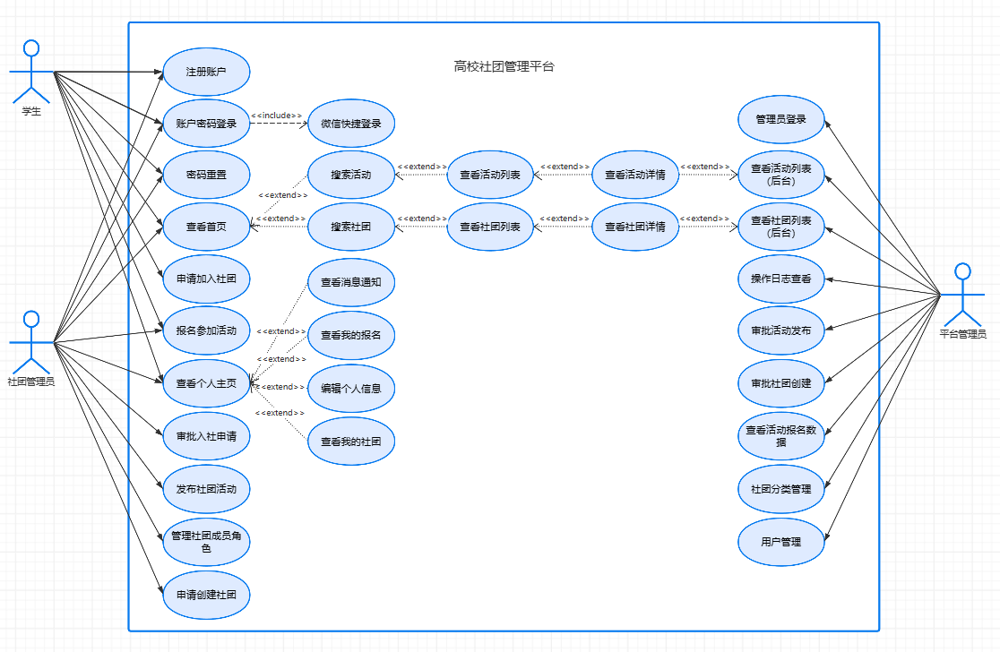 高校社团管理平台
学生
社团管理员
平台管理员
注册账户
账户密码登录
<<include>>
微信快捷登录
管理员登录
密码重置
搜索活动
<<extend>>
查看活动列表
<<extend>>
查看活动详情
<<extend>>
查看活动列表
(后台)
<<extend>>
查看首页
<<extend>>
搜索社团
<<extend>>
查看社团列表
<<extend>>
查看社团详情
<<extend>>
查看社团列表
(后台)
申请加入社团
查看消息通知
操作日志查看
报名参加活动
<<extend>>
查看我的报名
审批活动发布
<<extend>>
查看个人主页
<<extend>>
编辑个人信息
审批社团创建
<<extend>>
审批入社申请
查看我的社团
查看活动报名数
据
发布社团活动
社团分类管理
管理社团成员角
色
用户管理
申请创建社团